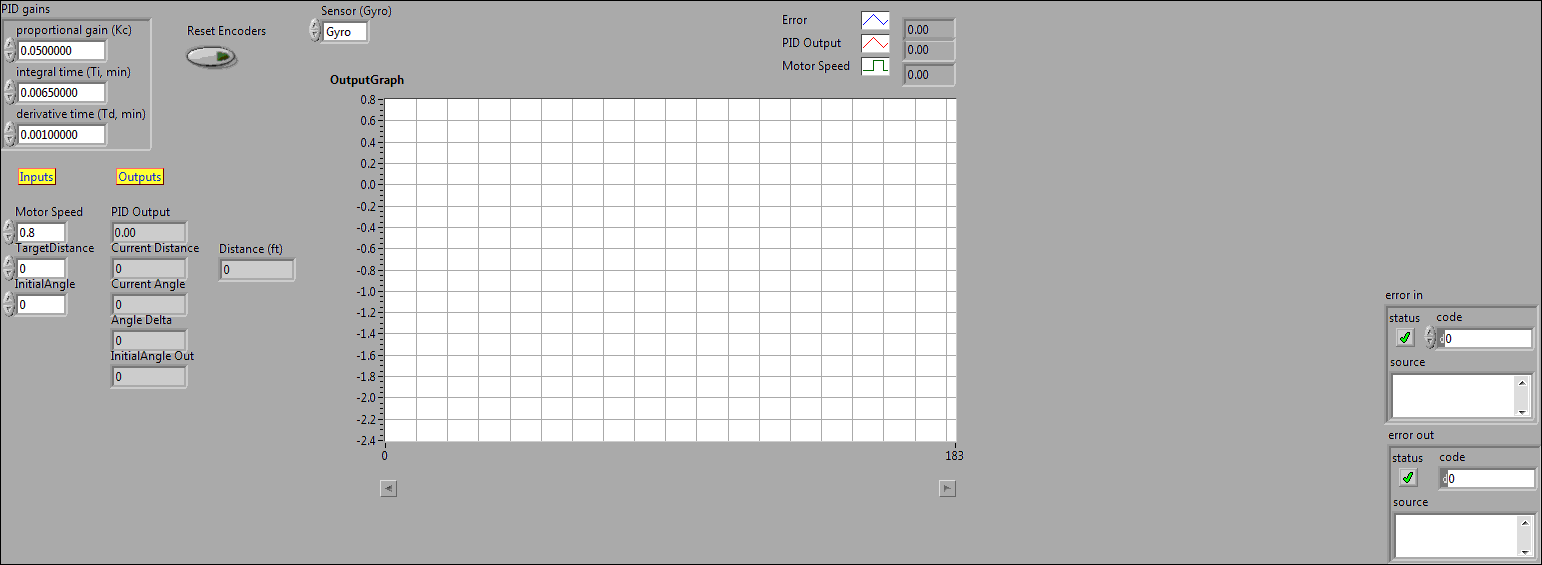 PID gains
proportional gain (Kc)
0.0500000
integral time (Ti, min)
0.00650000
derivative time (Td, min)
0.00100000
Reset Encoders
Sensor (Gyro)
Gyro
Error
0.00
PID Output
0.00
Motor Speed
0.00
Inputs
Motor Speed
0.8
TargetDistance
0
InitialAngle
0
Outputs
PID Output
0.00
Current Distance
0
Current Angle
0
Angle Delta
0
InitialAngle Out
0
Distance (ft)
0
OutputGraph
0.8
0.6
0.4
0.2
0.0
-0.2
-0.4
-0.6
-0.8
-1.0
-1.2
-1.4
-1.6
-1.8
-2.0
-2.2
-2.4
0 183
error in
status code
d0
source
error out
status code
d0
source